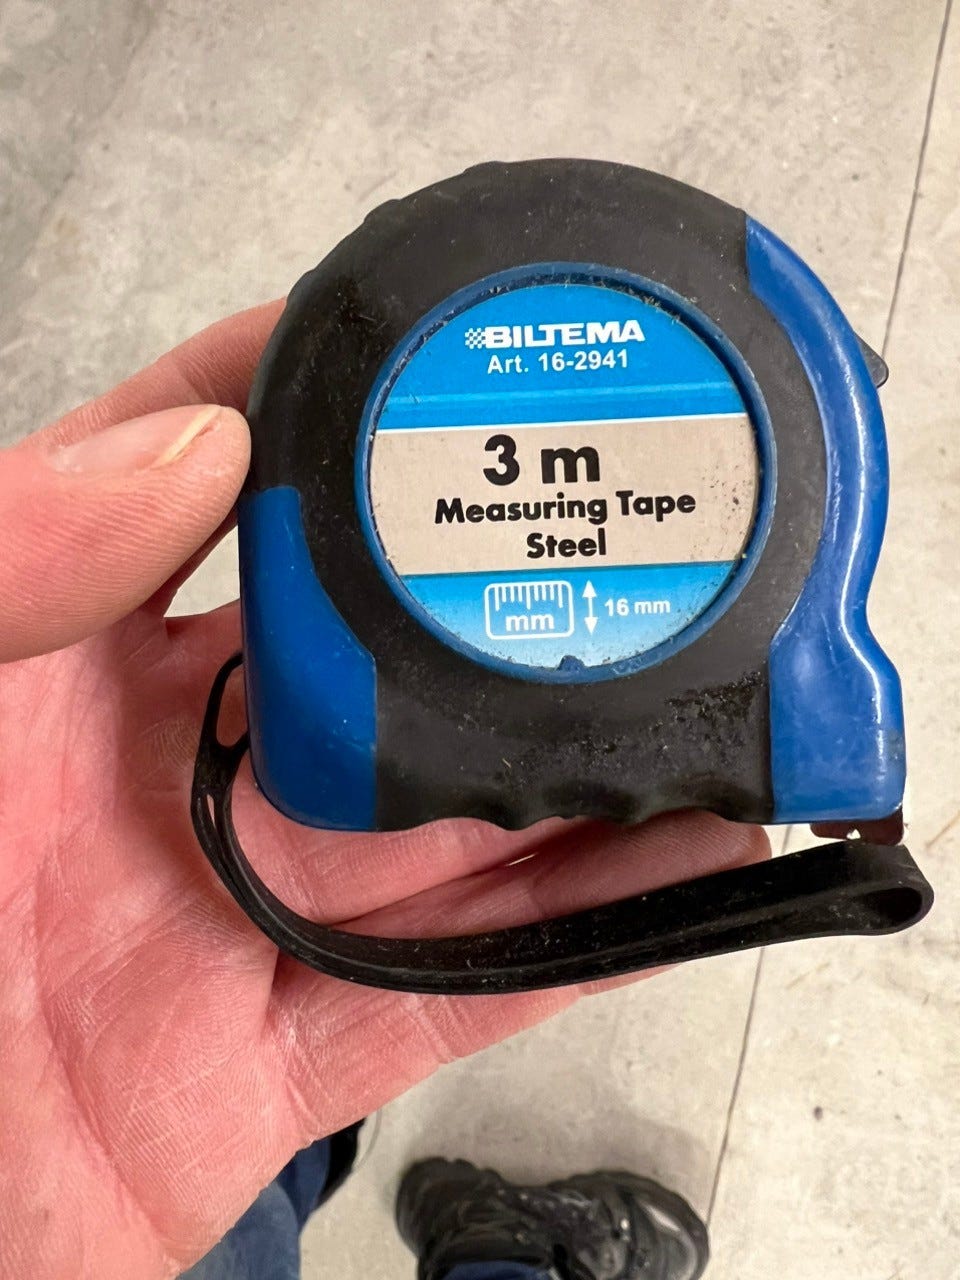 BILTEMA
Art. 16-2941
3 m
Measuring Tape
Steel
mm 16 mm